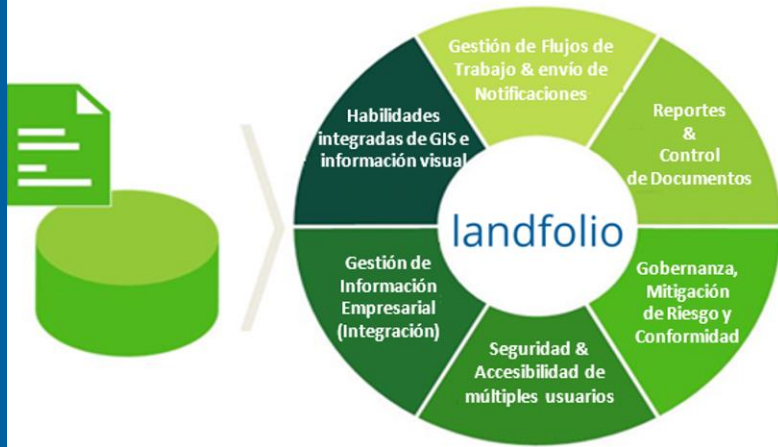 Gestión de Flujos de
Trabajo & envío de
Notificaciones
Reportes
&
Control
de Documentos
Gobernanza,
Mitigación
de Riesgo y
Conformidad
Seguridad &
Accesibilidad de
múltiples usuarios
Gestión de
Información
Empresarial
(Integración)
Habilidades
integradas de GIS e
información visual
landfolio